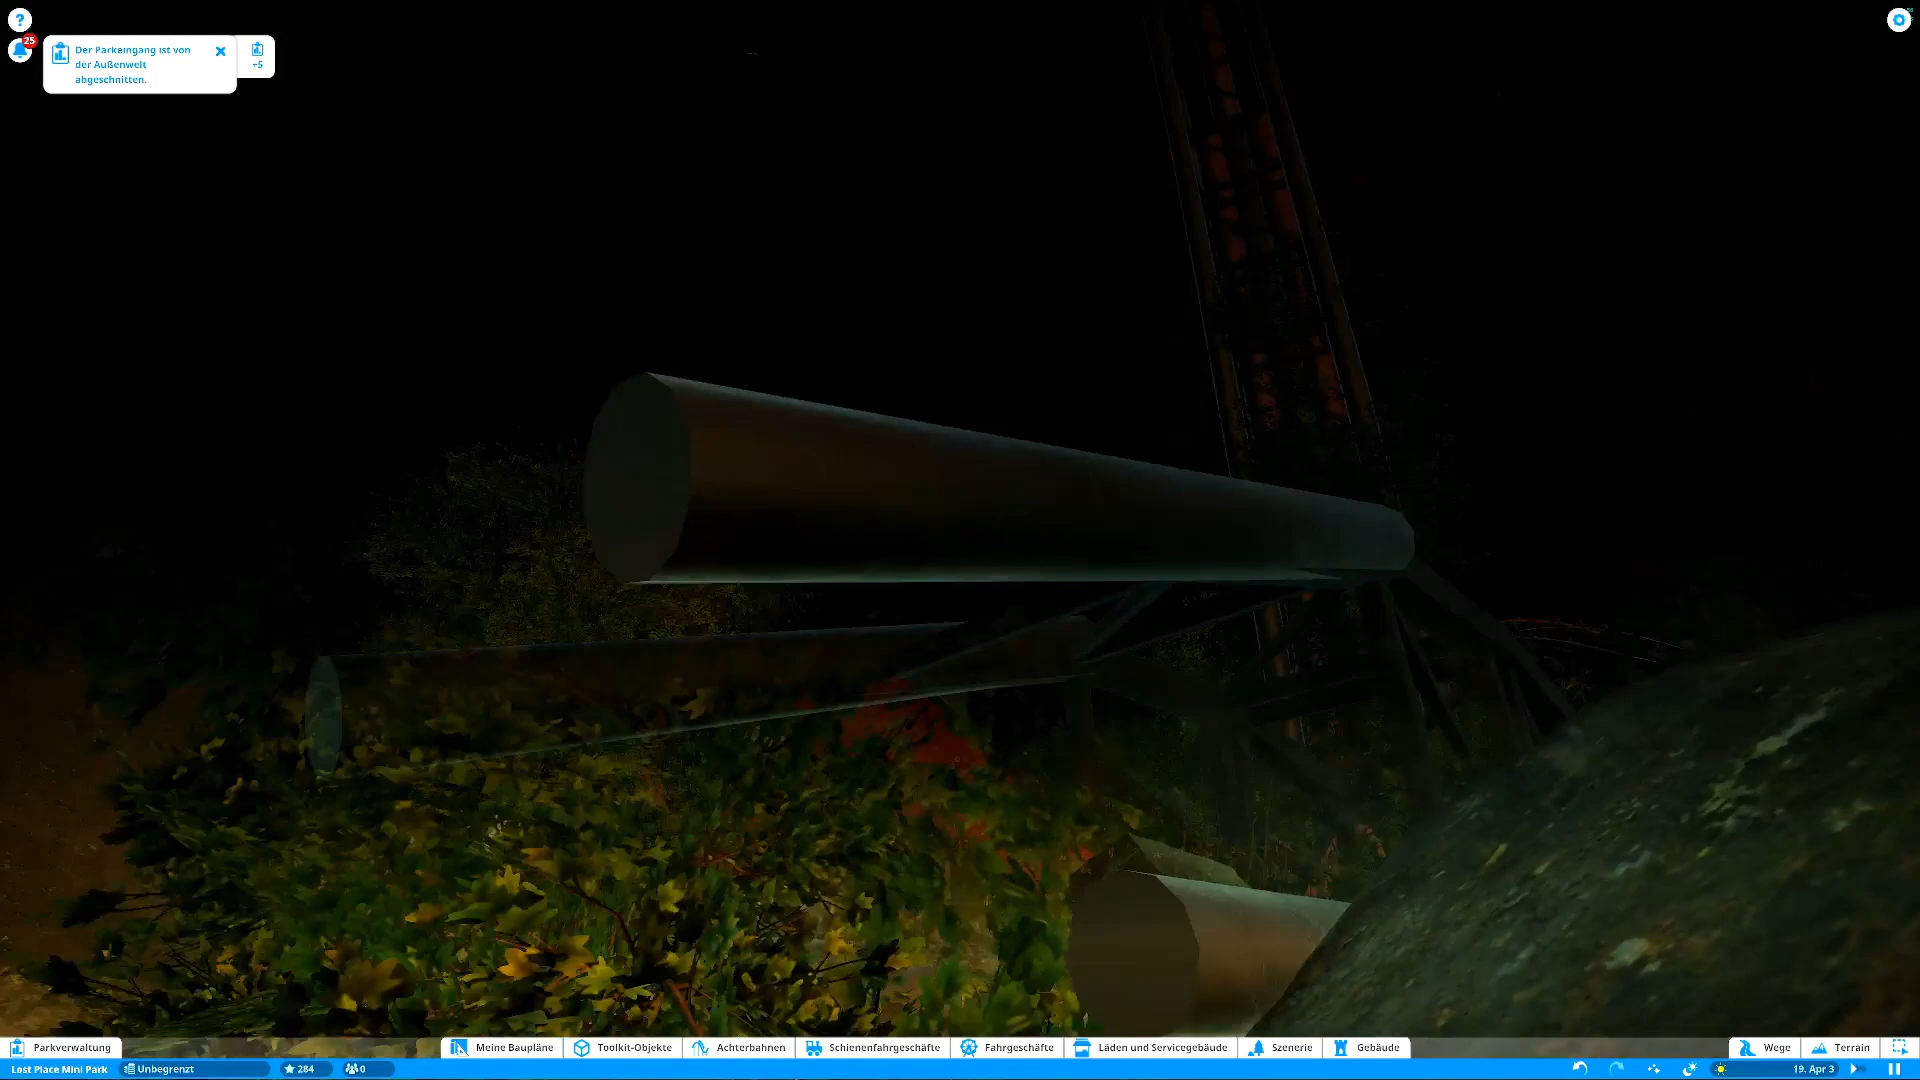 ?
25
Der Parkeingang ist von
der Außenwelt
abgeschnitten.
+5
Parkverwaltung
Meine Baupläne
Toolkit-Objekte
Achterbahnen
Schienenfahrgeschäfte
Fahrgeschäfte
Läden und Servicegebäude
Szenerie
Gebäude
Wege
Terrain
Lost Place Mini Park
Unbegrenzt
284
0
19. Apr 3